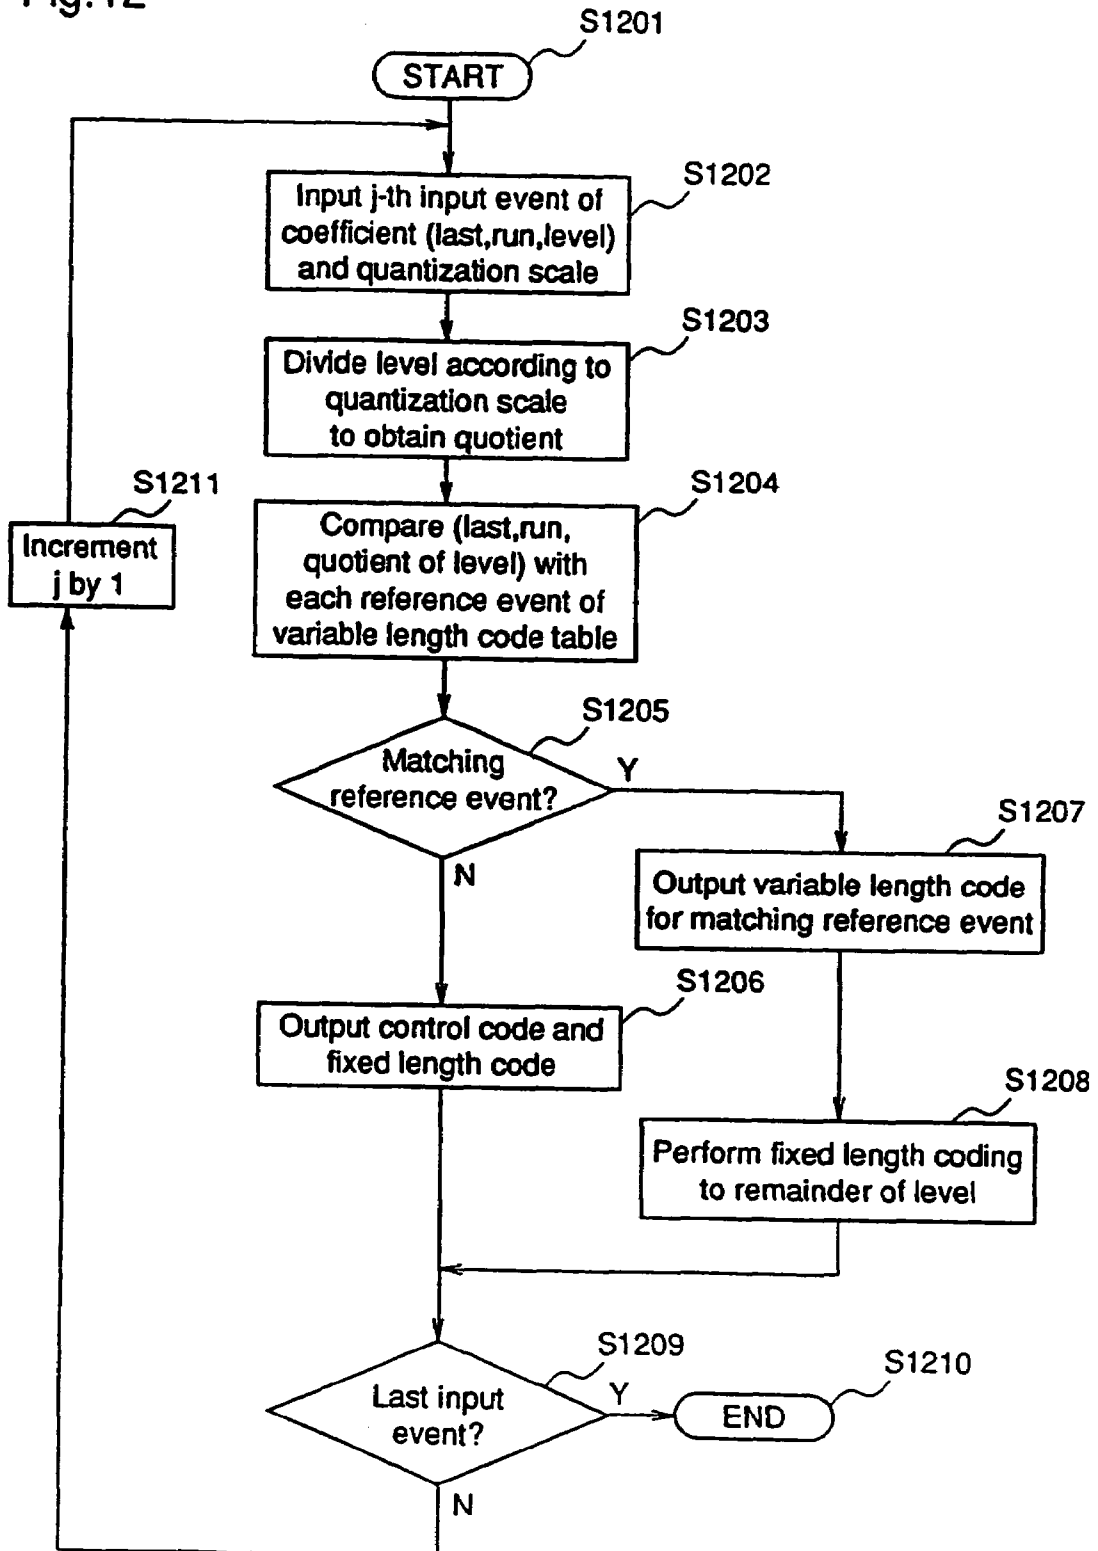 Fig.12
S1201
START
S1202
Input j-th input event of
coefficient (last,run,level)
and quantization scale
S1203
Divide level according to
quantization scale
to obtain quotient
S1211
Increment
j by 1
S1204
Compare (last,run,
quotient of level) with
each reference event of
variable length code table
S1205
Matching
reference event?
Y
N
S1207
Output variable length code
for matching reference event
S1206
Output control code and
fixed length code
S1208
Perform fixed length coding
to remainder of level
S1209
Last input
event?
Y
N
S1210
END